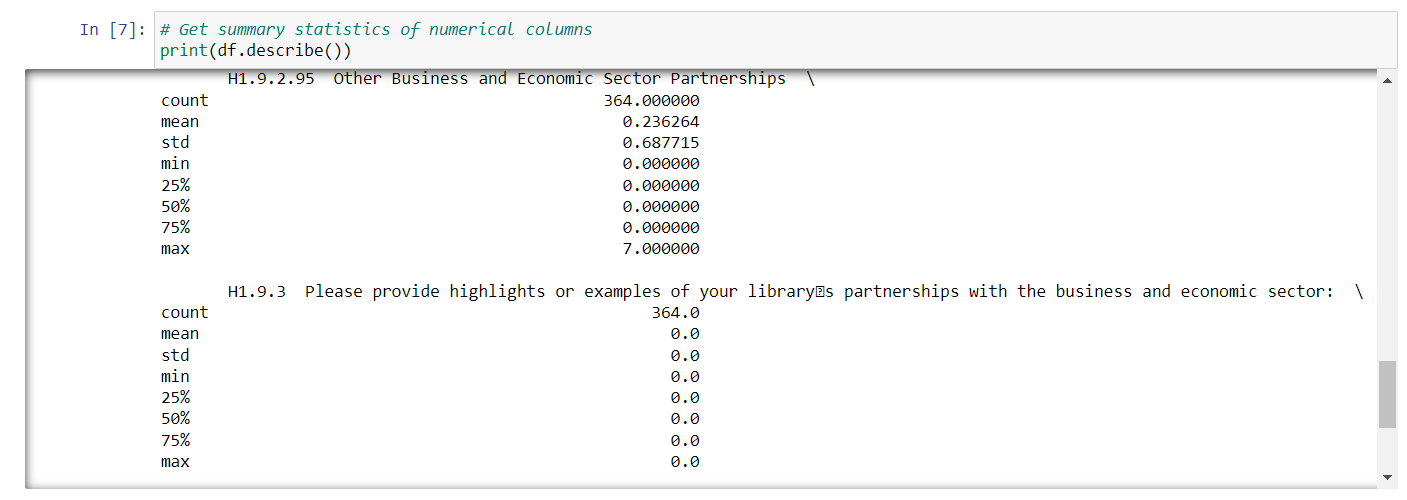 In [7]: # Get summary statistics of numerical columns
print(df.describe())
H1.9.2.95  Other Business and Economic Sector Partnerships  \
count 364.000000
mean 0.236264
std 0.687715
min 0.000000
25% 0.000000
50% 0.000000
75% 0.000000
max 7.000000
H1.9.3  Please provide highlights or examples of your library�s partnerships with the business and economic sector:  \
count 364.0
mean 0.0
std 0.0
min 0.0
25% 0.0
50% 0.0
75% 0.0
max 0.0